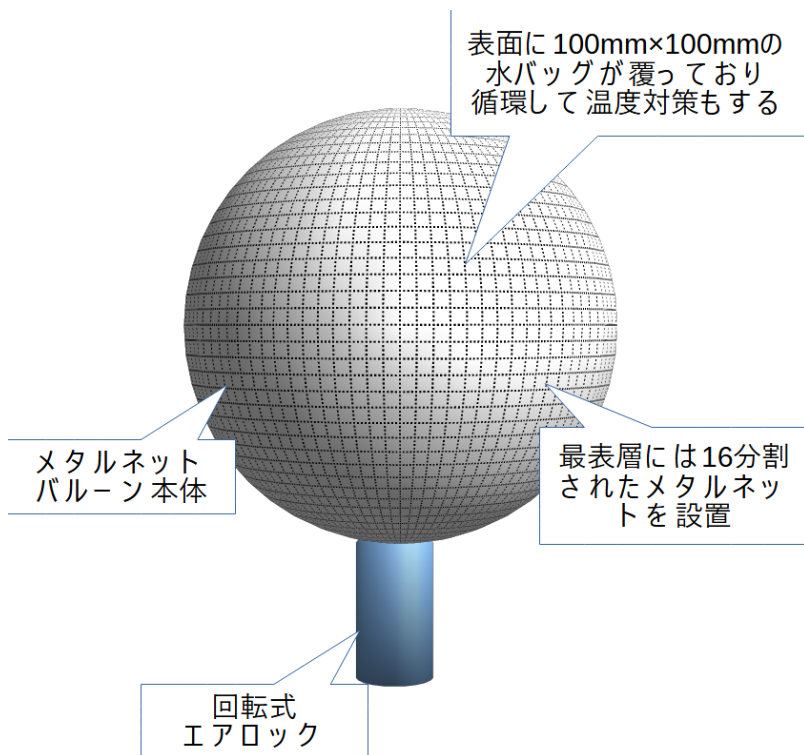 表面に100mm×100mmの
水バッグが覆っており
循環して温度対策もする
メタルネット
バルーン本体
最表層には16分割
されたメタルネッ
トを設置
回転式
エアロック